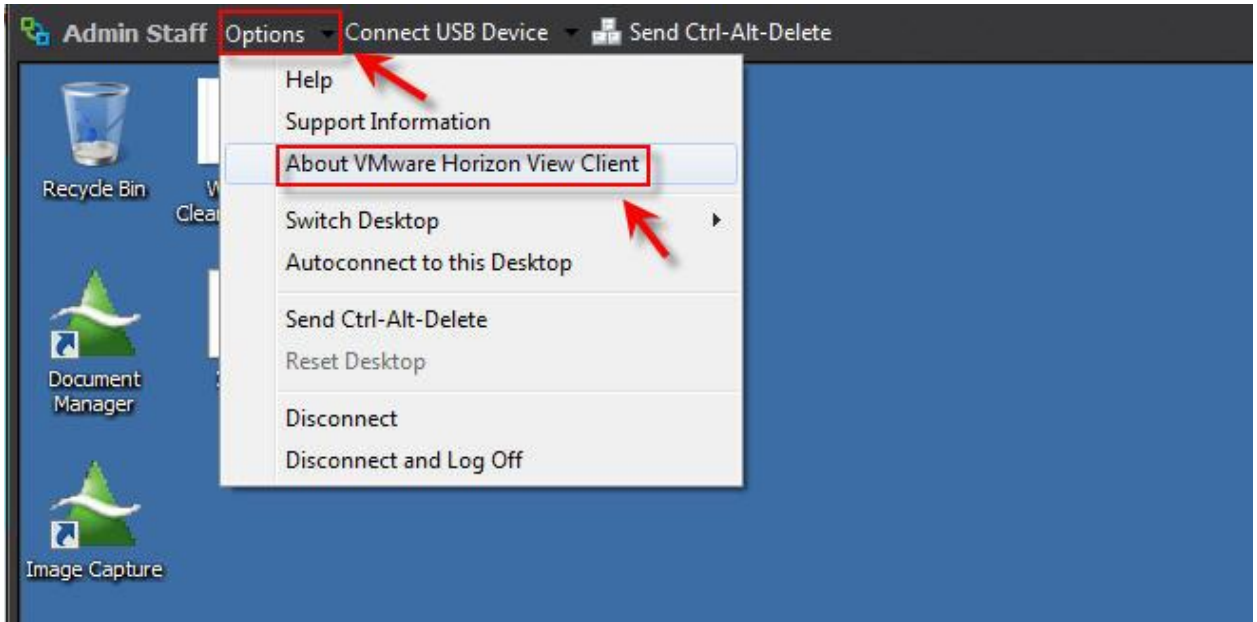 Admin Staff Options Connect USB Device Send Ctrl-Alt-Delete
Help
Support Information
About VMware Horizon View Client
Switch Desktop
Autoconnect to this Desktop
Send Ctrl-Alt-Delete
Reset Desktop
Disconnect
Disconnect and Log Off
Recycle Bin
Document
Manager
Image Capture